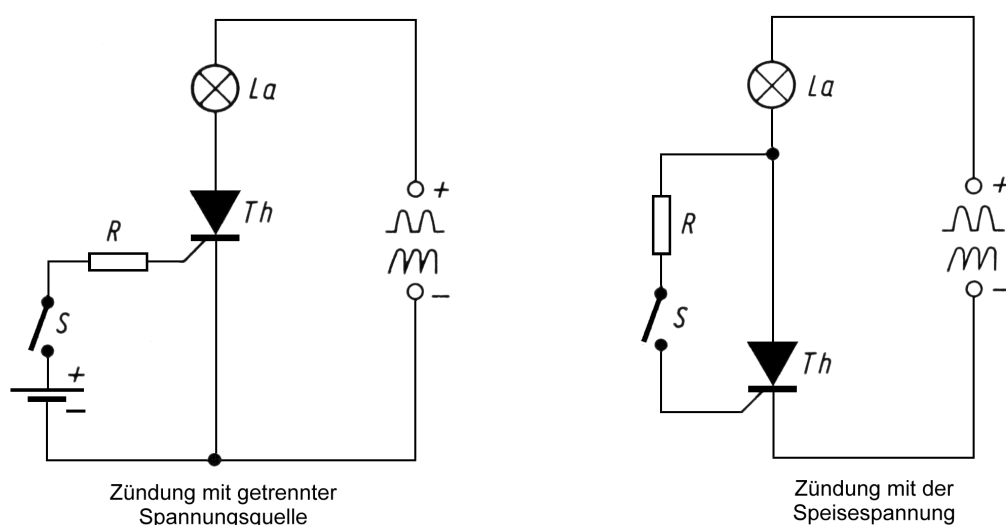 La
Th
R
S
+
−
+
−
Zündung mit getrennter
Spannungsquelle
La
R
S
Th
+
−
Zündung mit der
Speisespannung